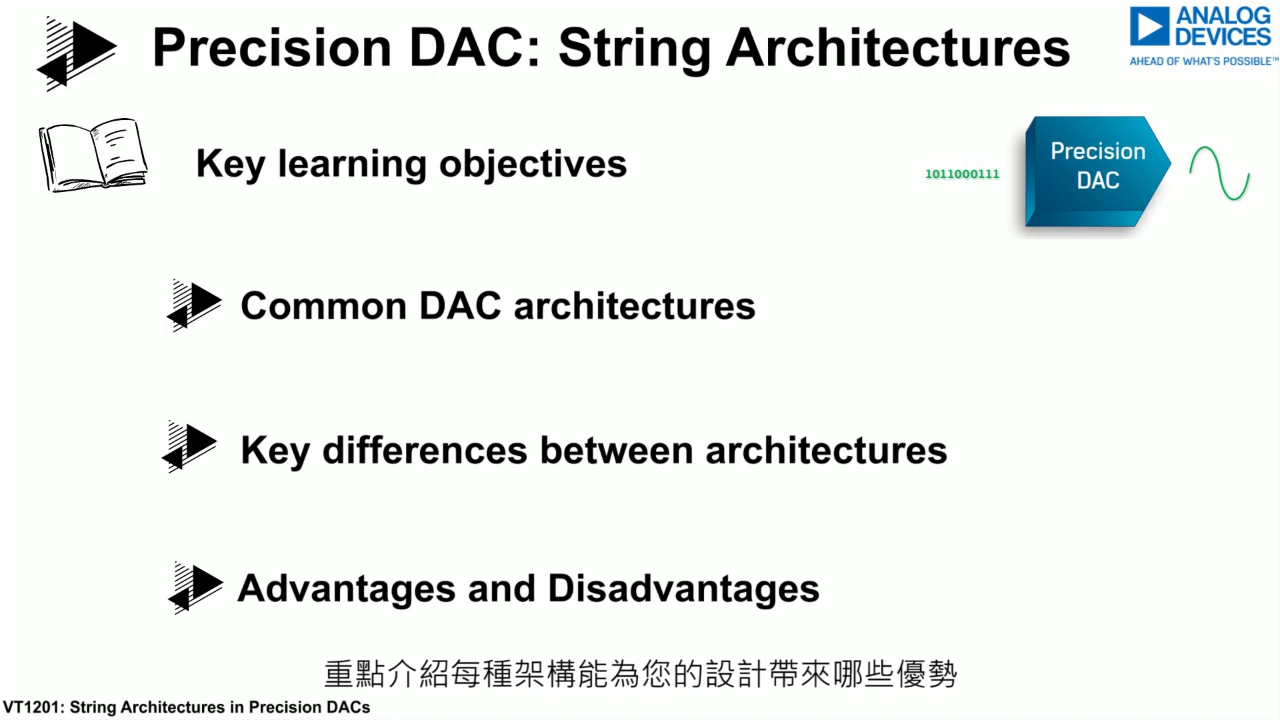 Precision DAC: String Architectures
ANALOG
DEVICES
AHEAD OF WHAT'S POSSIBLE™
Key learning objectives
1011000111
Precision
DAC
Common DAC architectures
Key differences between architectures
Advantages and Disadvantages
重點介紹每種架構能為您的設計帶來哪些優勢
VT1201: String Architectures in Precision DACs